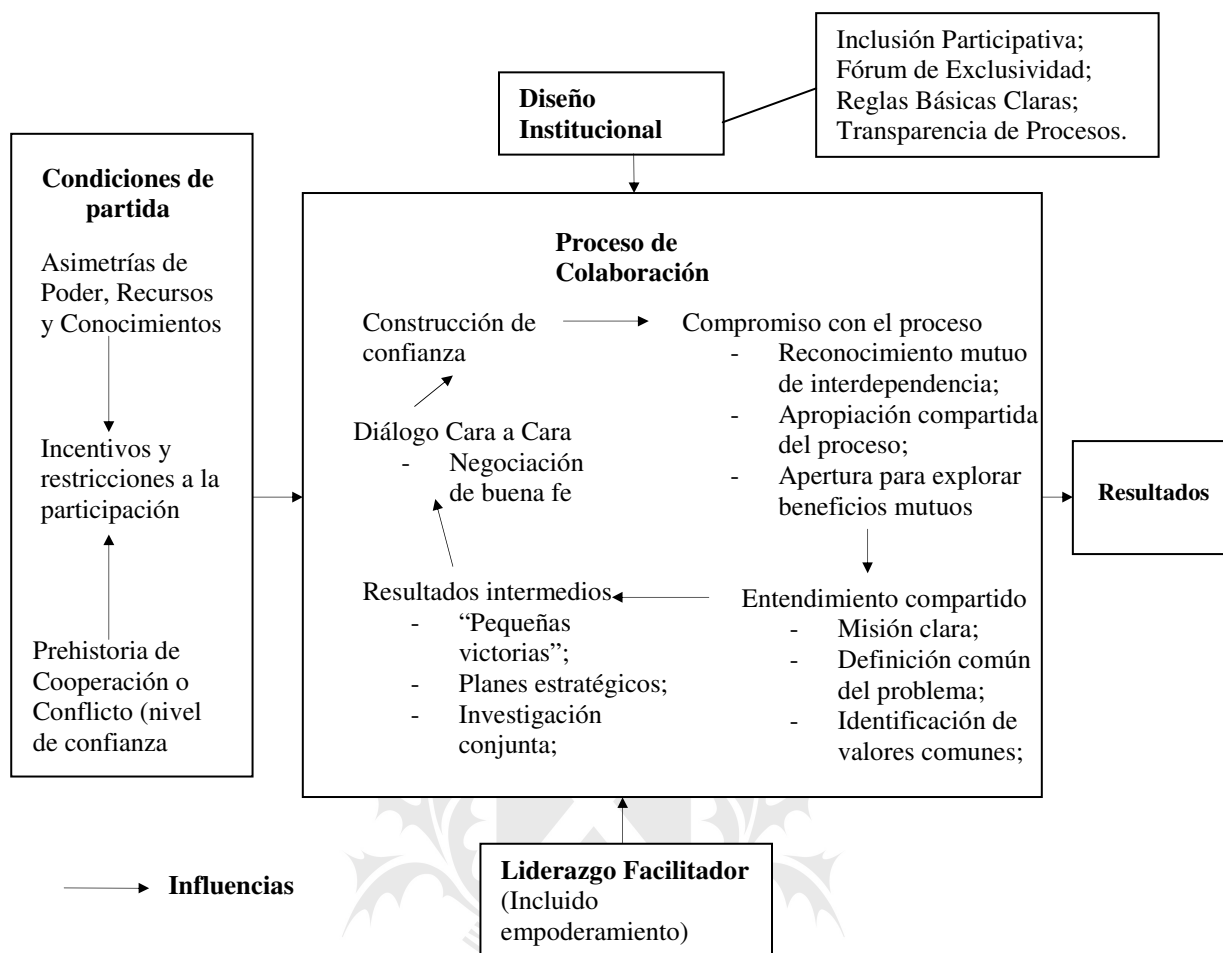 Inclusión Participativa;
Fórum de Exclusividad;
Reglas Básicas Claras;
Transparencia de Procesos.
Diseño
Institucional
Condiciones de
partida
Asimetrías de
Poder, Recursos
y Conocimientos
Incentivos y
restricciones a la
participación
Prehistoria de
Cooperación o
Conflicto (nivel
de confianza
Proceso de
Colaboración
Construcción de
confianza
Compromiso con el proceso
- Reconocimiento mutuo
de interdependencia;
- Apropiación compartida
del proceso;
- Apertura para explorar
beneficios mutuos
Diálogo Cara a Cara
- Negociación
de buena fe
Resultados intermedios
- “Pequeñas
victorias”;
- Planes estratégicos;
- Investigación
conjunta;
Entendimiento compartido
- Misión clara;
- Definición común
del problema;
- Identificación de
valores comunes;
Resultados
Liderazgo Facilitador
(Incluido
empoderamiento)
Influencias